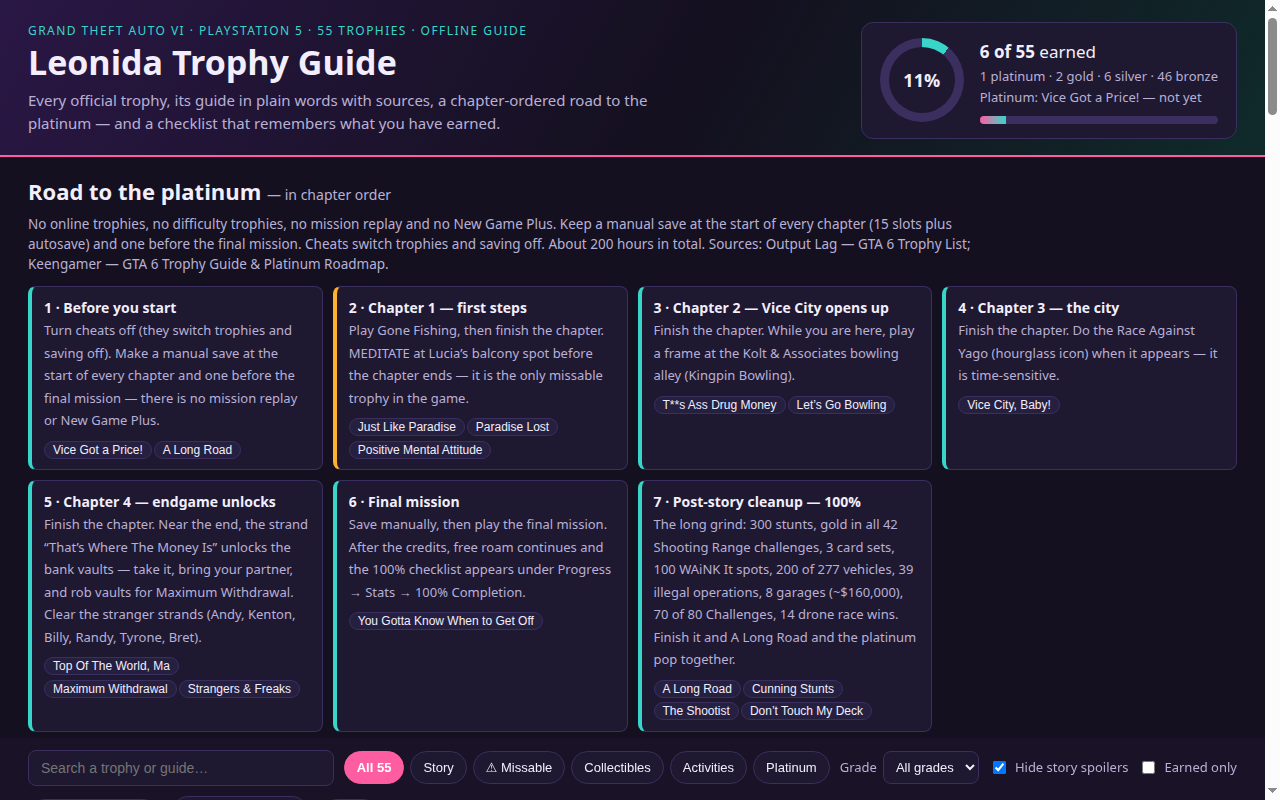 GRAND THEFT AUTO VI · PLAYSTATION 5 · 55 TROPHIES · OFFLINE GUIDE
Leonida Trophy Guide
Every official trophy, its guide in plain words with sources, a chapter-ordered road to the
platinum — and a checklist that remembers what you have earned.
11%
6 of 55 earned
1 platinum · 2 gold · 6 silver · 46 bronze
Platinum: Vice Got a Price! — not yet
Road to the platinum — in chapter order
No online trophies, no difficulty trophies, no mission replay and no New Game Plus. Keep a manual save at the start of every chapter (15 slots plus
autosave) and one before the final mission. Cheats switch trophies and saving off. About 200 hours in total. Sources: Output Lag — GTA 6 Trophy List;
Keengamer — GTA 6 Trophy Guide & Platinum Roadmap.
1 · Before you start
Turn cheats off (they switch trophies and
saving off). Make a manual save at the
start of every chapter and one before the
final mission — there is no mission replay
or New Game Plus.
Vice Got a Price! A Long Road
2 · Chapter 1 — first steps
Play Gone Fishing, then finish the chapter.
MEDITATE at Lucia's balcony spot before
the chapter ends — it is the only missable
trophy in the game.
Just Like Paradise Paradise Lost
Positive Mental Attitude
3 · Chapter 2 — Vice City opens up
Finish the chapter. While you are here, play
a frame at the Kolt & Associates bowling
alley (Kingpin Bowling).
T**s Ass Drug Money Let's Go Bowling
4 · Chapter 3 — the city
Finish the chapter. Do the Race Against
Yago (hourglass icon) when it appears — it
is time-sensitive.
Vice City, Baby!
5 · Chapter 4 — endgame unlocks
Finish the chapter. Near the end, the strand
“That's Where The Money Is” unlocks the
bank vaults — take it, bring your partner,
and rob vaults for Maximum Withdrawal.
Clear the stranger strands (Andy, Kenton,
Billy, Randy, Tyrone, Bret).
Top Of The World, Ma
Maximum Withdrawal Strangers & Freaks
6 · Final mission
Save manually, then play the final mission.
After the credits, free roam continues and
the 100% checklist appears under Progress
→ Stats → 100% Completion.
You Gotta Know When to Get Off
7 · Post-story cleanup — 100%
The long grind: 300 stunts, gold in all 42
Shooting Range challenges, 3 card sets,
100 WAiNK It spots, 200 of 277 vehicles, 39
illegal operations, 8 garages (~$160,000),
70 of 80 Challenges, 14 drone race wins.
Finish it and A Long Road and the platinum
pop together.
A Long Road Cunning Stunts
The Shootist Don't Touch My Deck
Search a trophy or guide… All 55 Story ⚠ Missable Collectibles Activities Platinum Grade All grades Hide story spoilers Earned only